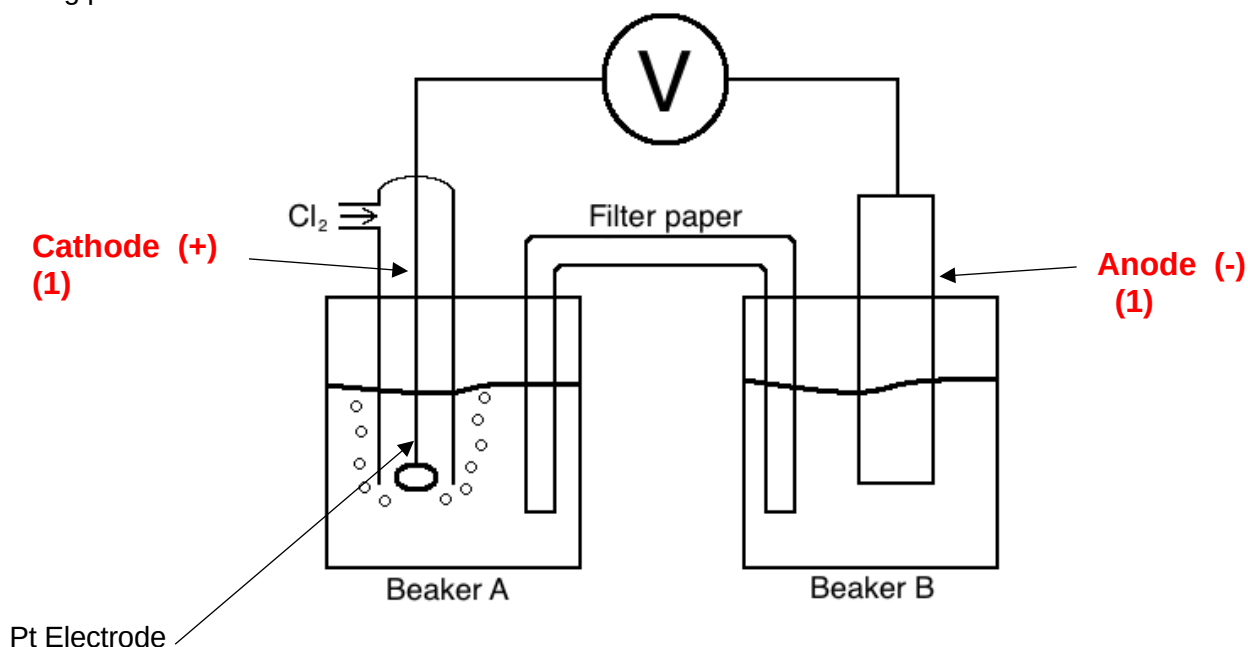 V
Cl₂
Filter paper
Cathode (+)
(1)
Anode (-)
(1)
Beaker A
Beaker B
Pt Electrode